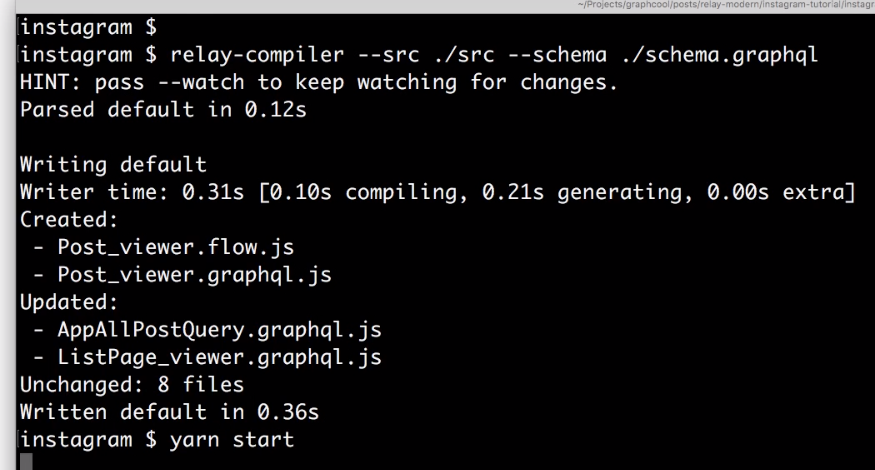 ~/Projects/graphcool/posts/relay-modern/instagram-tutorial/instagr
instagram $
instagram $ relay-compiler --src ./src --schema ./schema.graphql
HINT: pass --watch to keep watching for changes.
Parsed default in 0.12s
Writing default
Writer time: 0.31s [0.10s compiling, 0.21s generating, 0.00s extra]
Created:
 - Post_viewer.flow.js
 - Post_viewer.graphql.js
Updated:
 - AppAllPostQuery.graphql.js
 - ListPage_viewer.graphql.js
Unchanged: 8 files
Written default in 0.36s
instagram $ yarn start